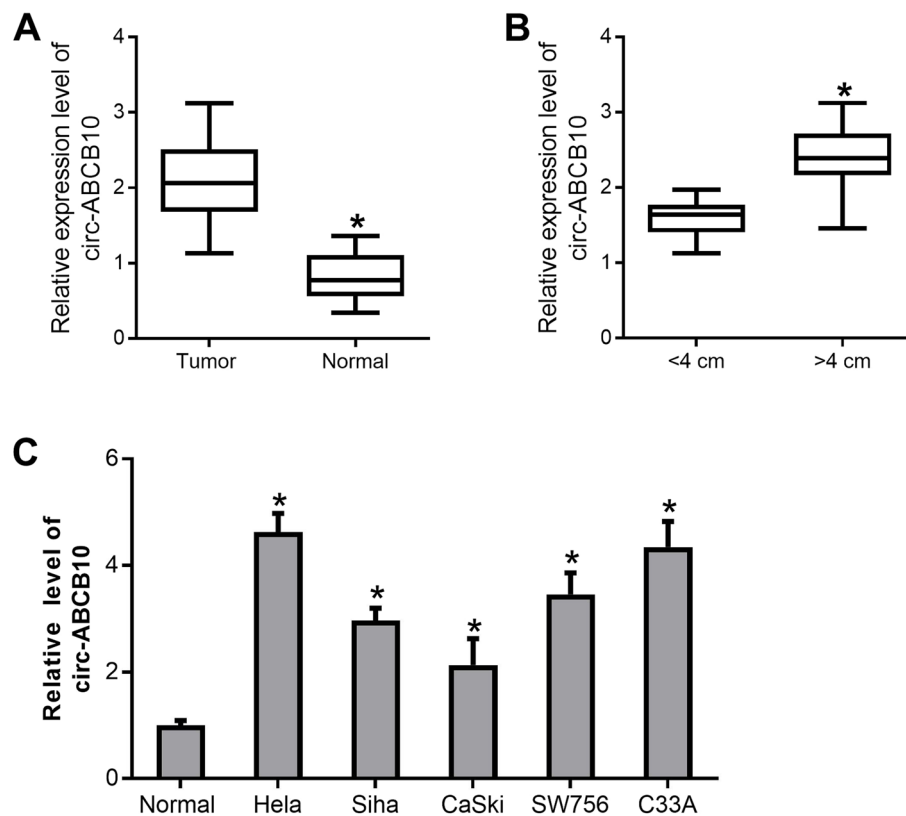 A
Relative expression level of
circ-ABCB10
4
3
2
1
0
*
Tumor Normal
B
Relative expression level of
circ-ABCB10
4
3
2
1
0
*
<4 cm >4 cm
C
Relative level of
circ-ABCB10
6
4
2
0
* * * * *
Normal Hela Siha CaSki SW756 C33A